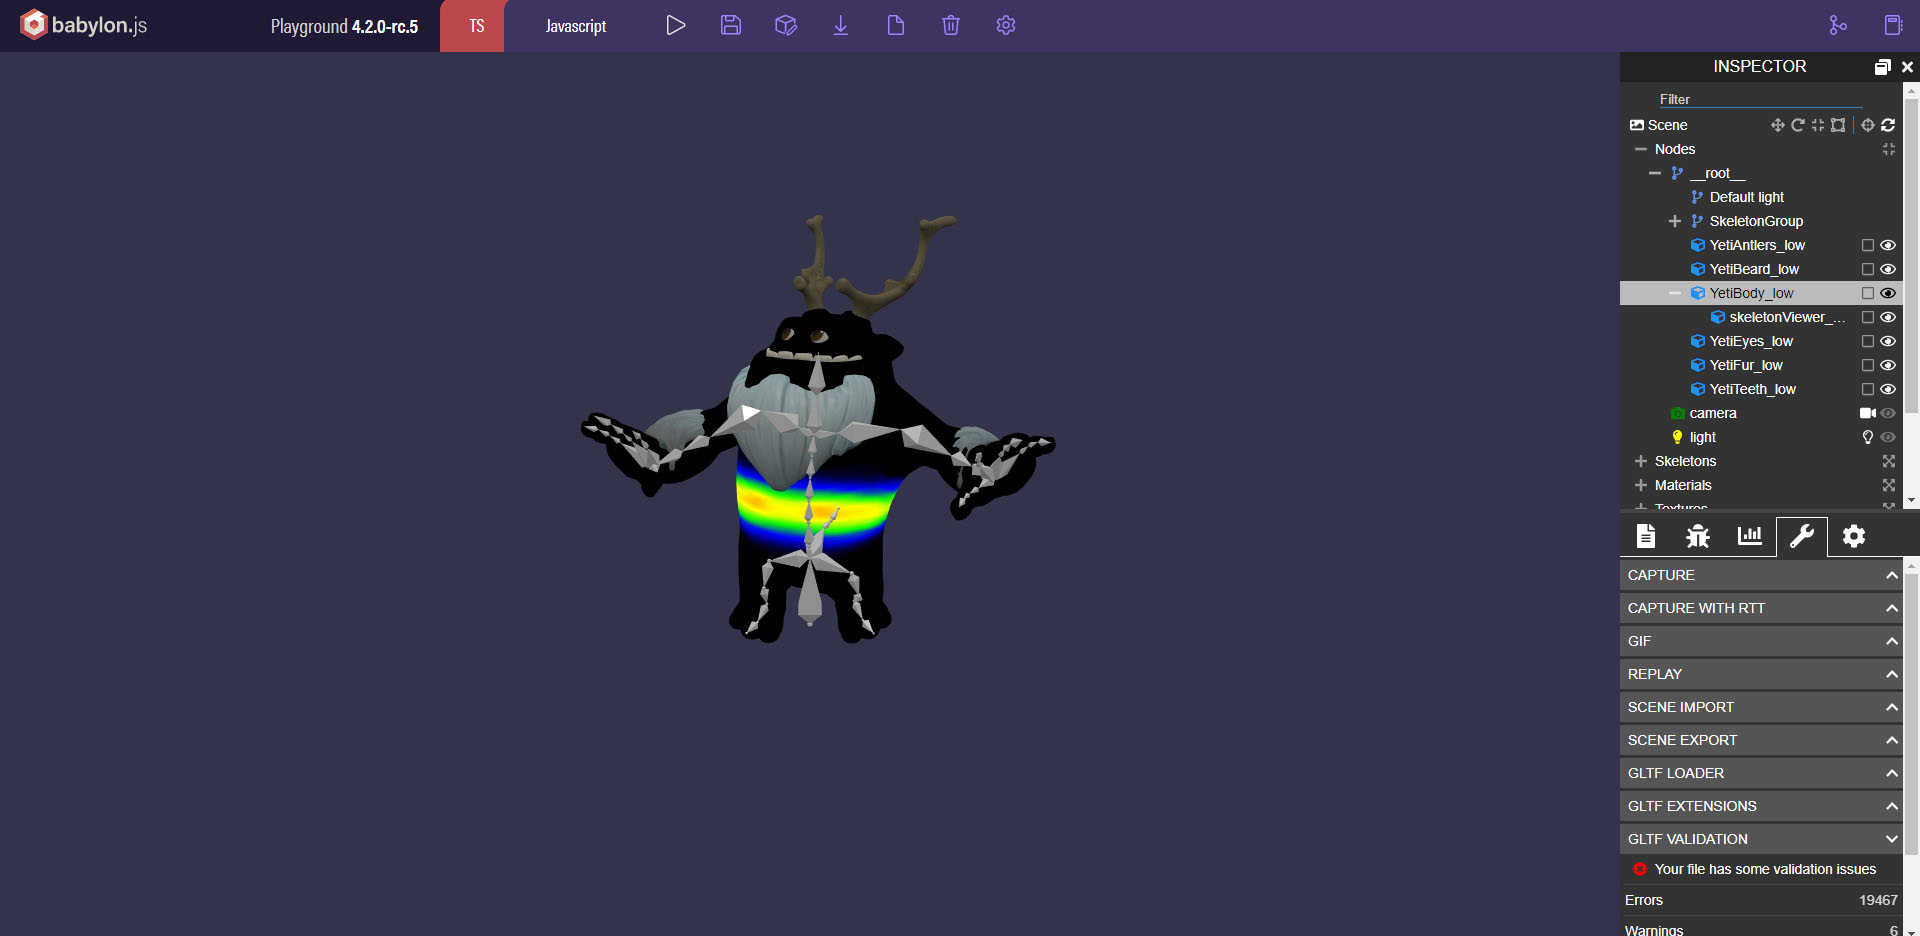 babylon.js
Playground 4.2.0-rc.5
TS
Javascript
INSPECTOR
Filter
Scene
Nodes
__root__
Default light
SkeletonGroup
YetiAntlers_low
YetiBeard_low
YetiBody_low
skeletonViewer_...
YetiEyes_low
YetiFur_low
YetiTeeth_low
camera
light
Skeletons
Materials
Textures
CAPTURE
CAPTURE WITH RTT
GIF
REPLAY
SCENE IMPORT
SCENE EXPORT
GLTF LOADER
GLTF EXTENSIONS
GLTF VALIDATION
Your file has some validation issues
Errors 19467
Warnings 6